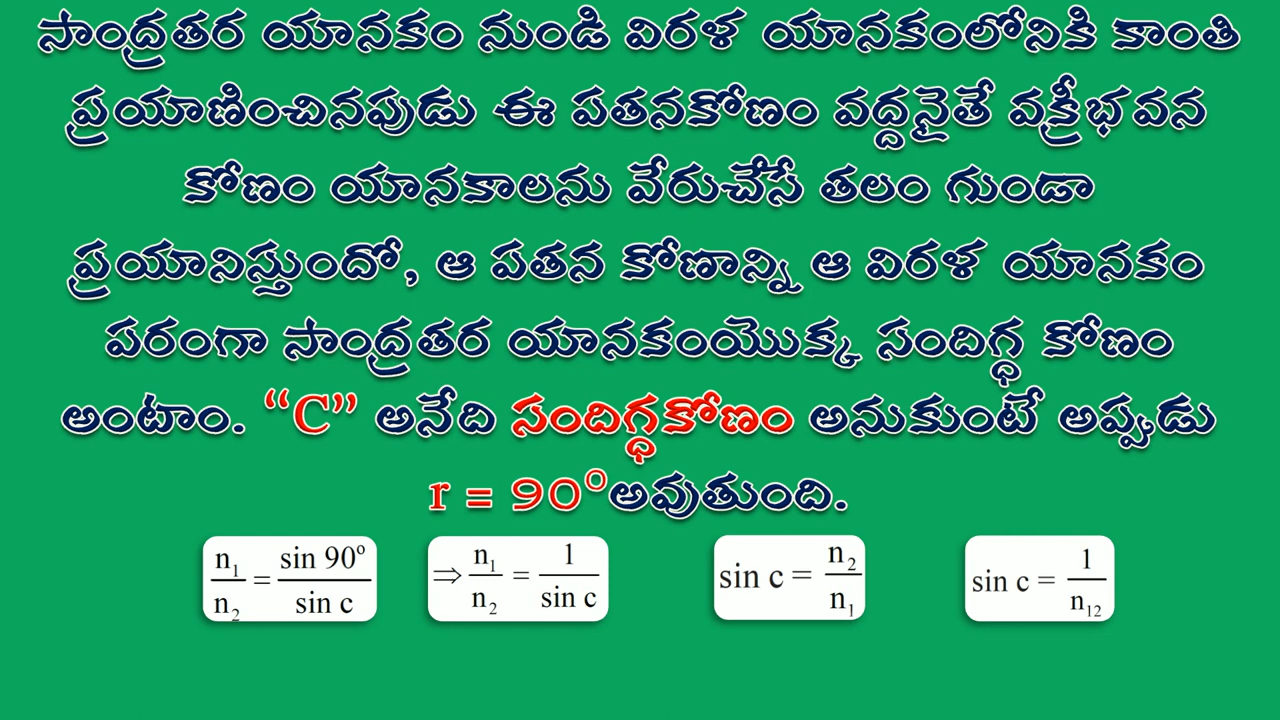 సాంద్రతర యానకం నుండి విరళ యానకంలోనికి కాంతి
ప్రయాణించినపుడు ఈ పతనకోణం వద్దనైతే వక్రీభవన
కోణం యానకాలను వేరుచేసే తలం గుండా
ప్రయానిస్తుందో, ఆ పతన కోణాన్ని ఆ విరళ యానకం
పరంగా సాంద్రతర యానకంయొక్క సందిగ్ధ కోణం
అంటాం. “C” అనేది సందిగ్ధకోణం అనుకుంటే అప్పుడు
r = 90°అవుతుంది.
n₁/n₂ = sin 90º/sin c ⇒ n₁/n₂ = 1/sin c sin c = n₂/n₁ sin c = 1/n₁₂